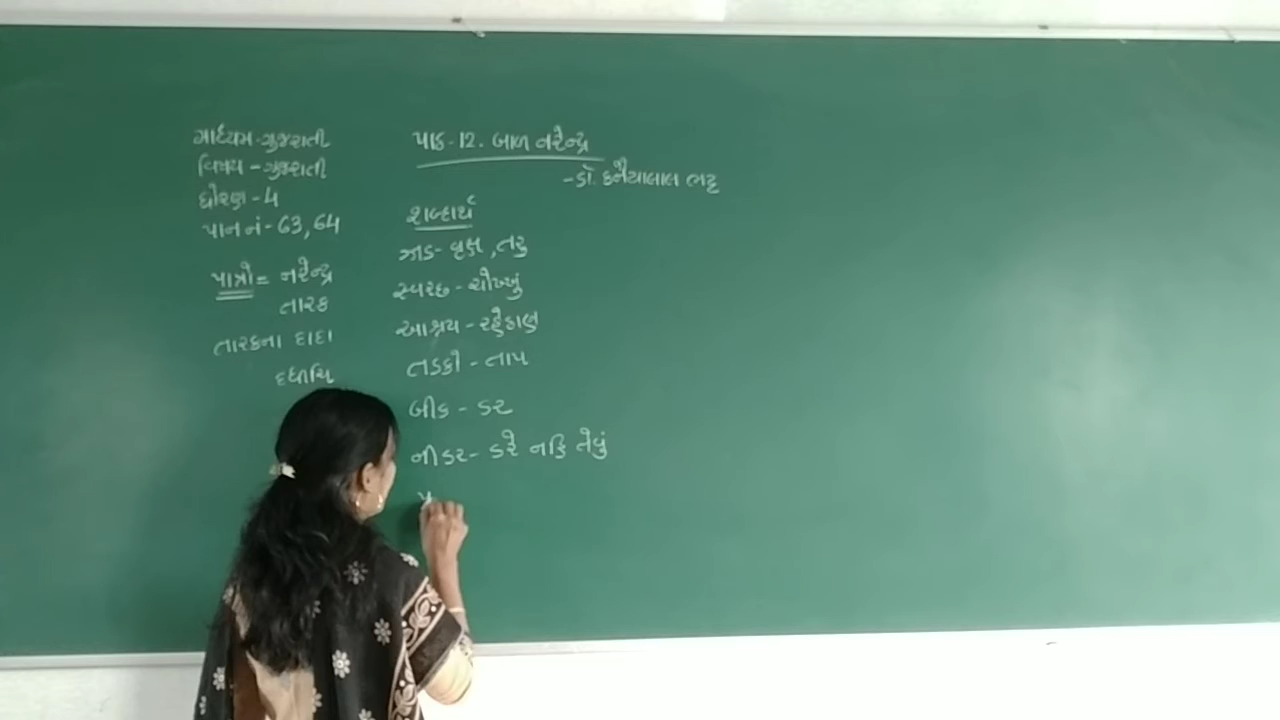 માધ્યમ-ગુજરાતી
વિષય - ગુજરાતી
ધોરણ - 4
પાન નં - 63, 64
પાત્રો = નરેન્દ્ર
તારક
તારકના દાદા
દધીચિ
પાઠ - 12. બાળ નરેન્દ્ર
- ડૉ. કનૈયાલાલ ભટ્ટ
શબ્દાર્થ
ઝાડ - વૃક્ષ, તરુ
સ્વચ્છ - ચોખ્ખું
આશ્રય - રહેઠાણ
તડકો - તાપ
બીક - ડર
નીડર - ડરે નહિ તેવું